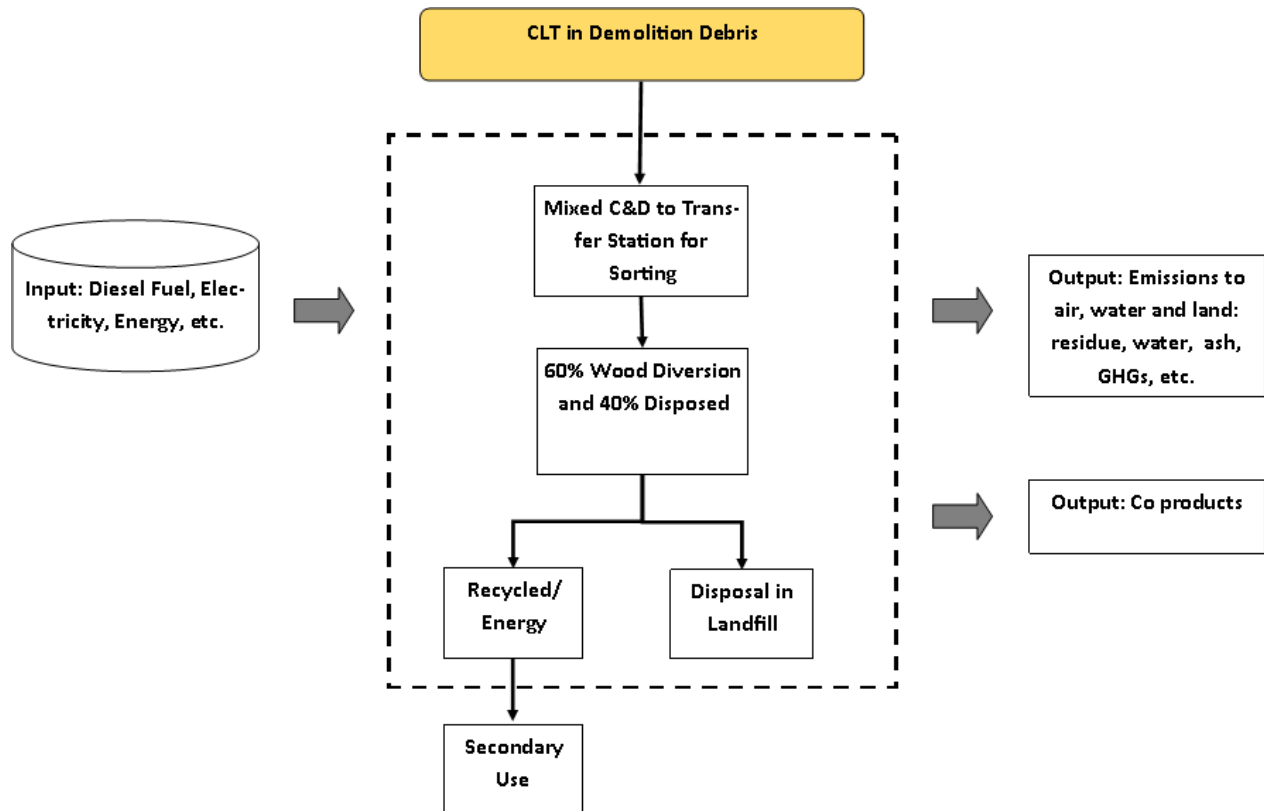 CLT in Demolition Debris
Mixed C&D to Trans-
fer Station for
Sorting
Input: Diesel Fuel, Elec-
tricity, Energy, etc.
Output: Emissions to
air, water and land:
residue, water, ash,
GHGs, etc.
60% Wood Diversion
and 40% Disposed
Output: Co products
Recycled/
Energy
Disposal in
Landfill
Secondary
Use